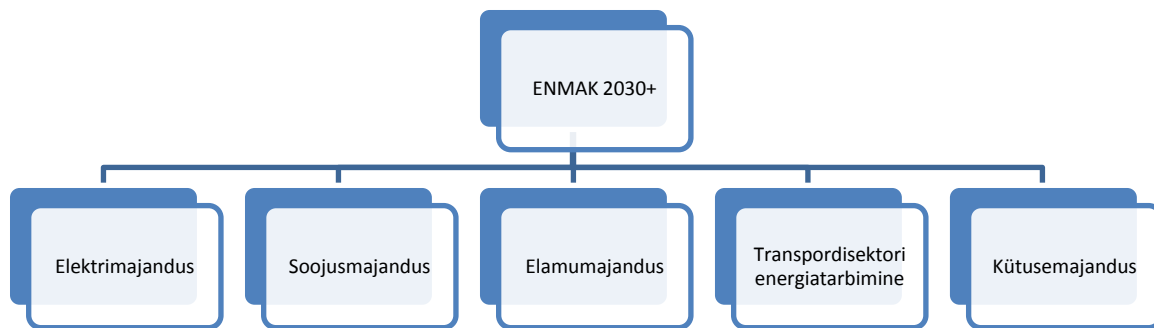 ENMAK 2030+
Elektrimajandus
Soojusmajandus
Elamumajandus
Transpordisektori
energiatarbimine
Kütusemajandus